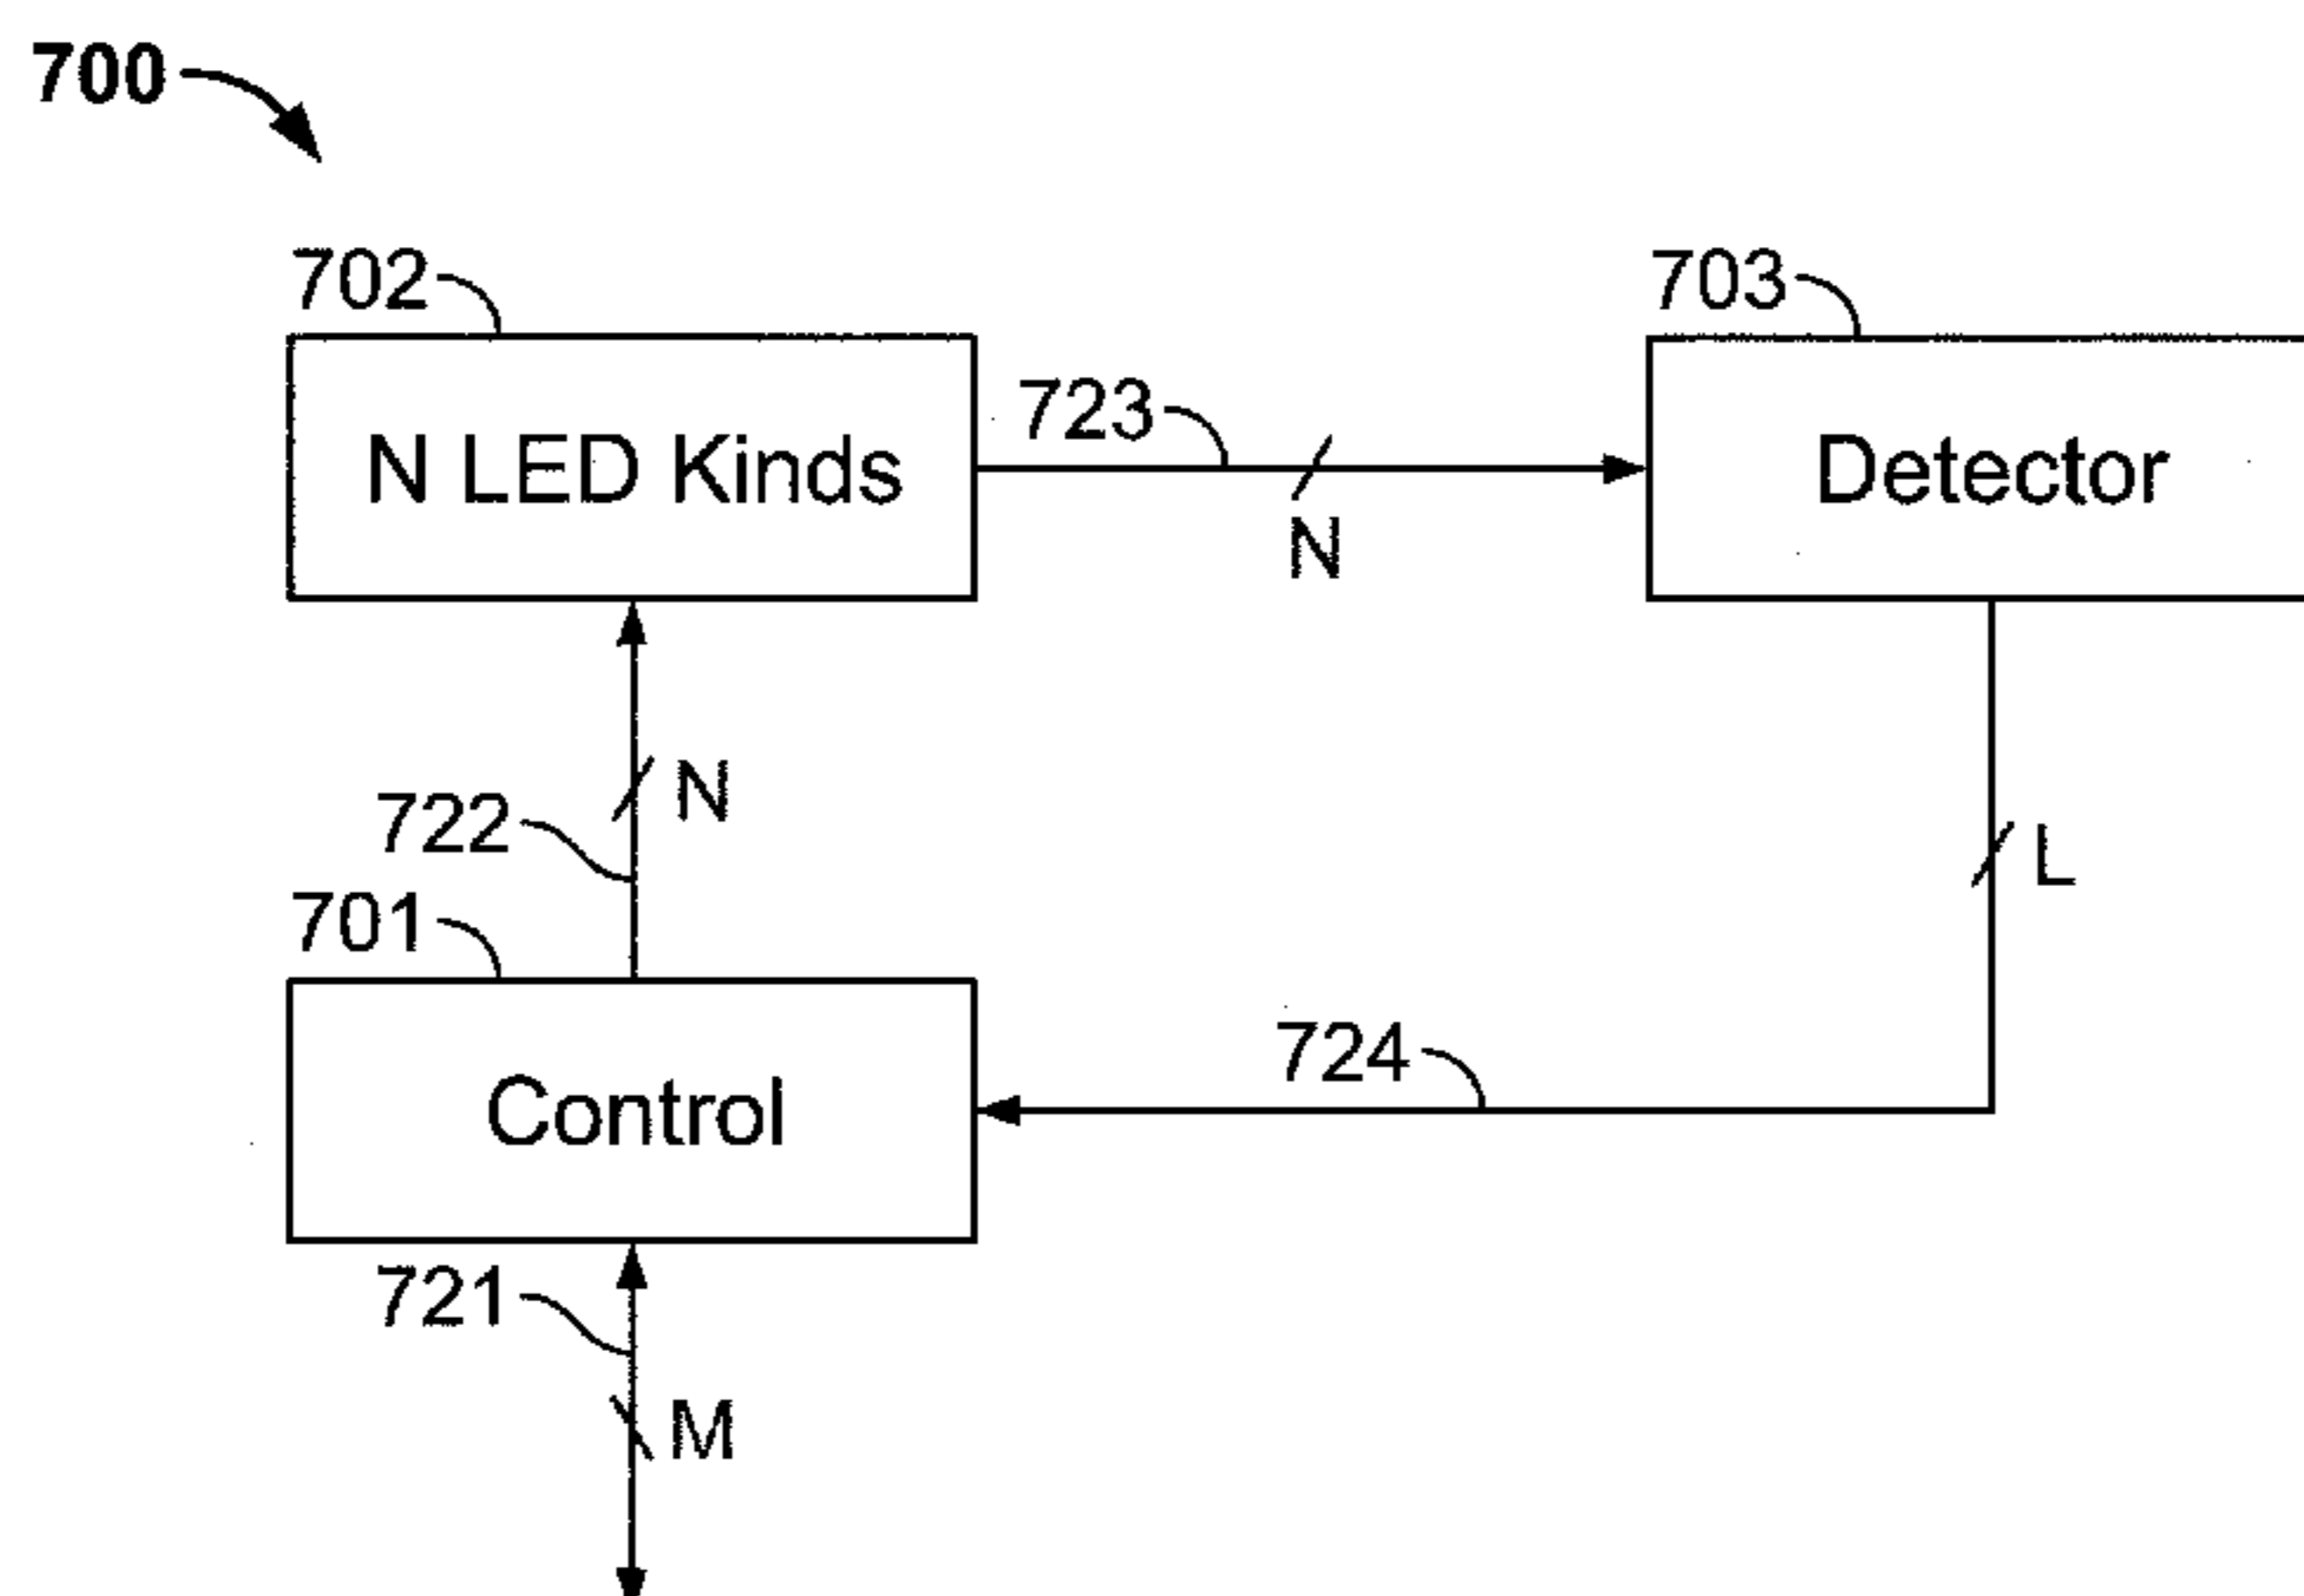 700
702
703
N LED Kinds
723
N
Detector
722
N
L
701
Control
724
721
M